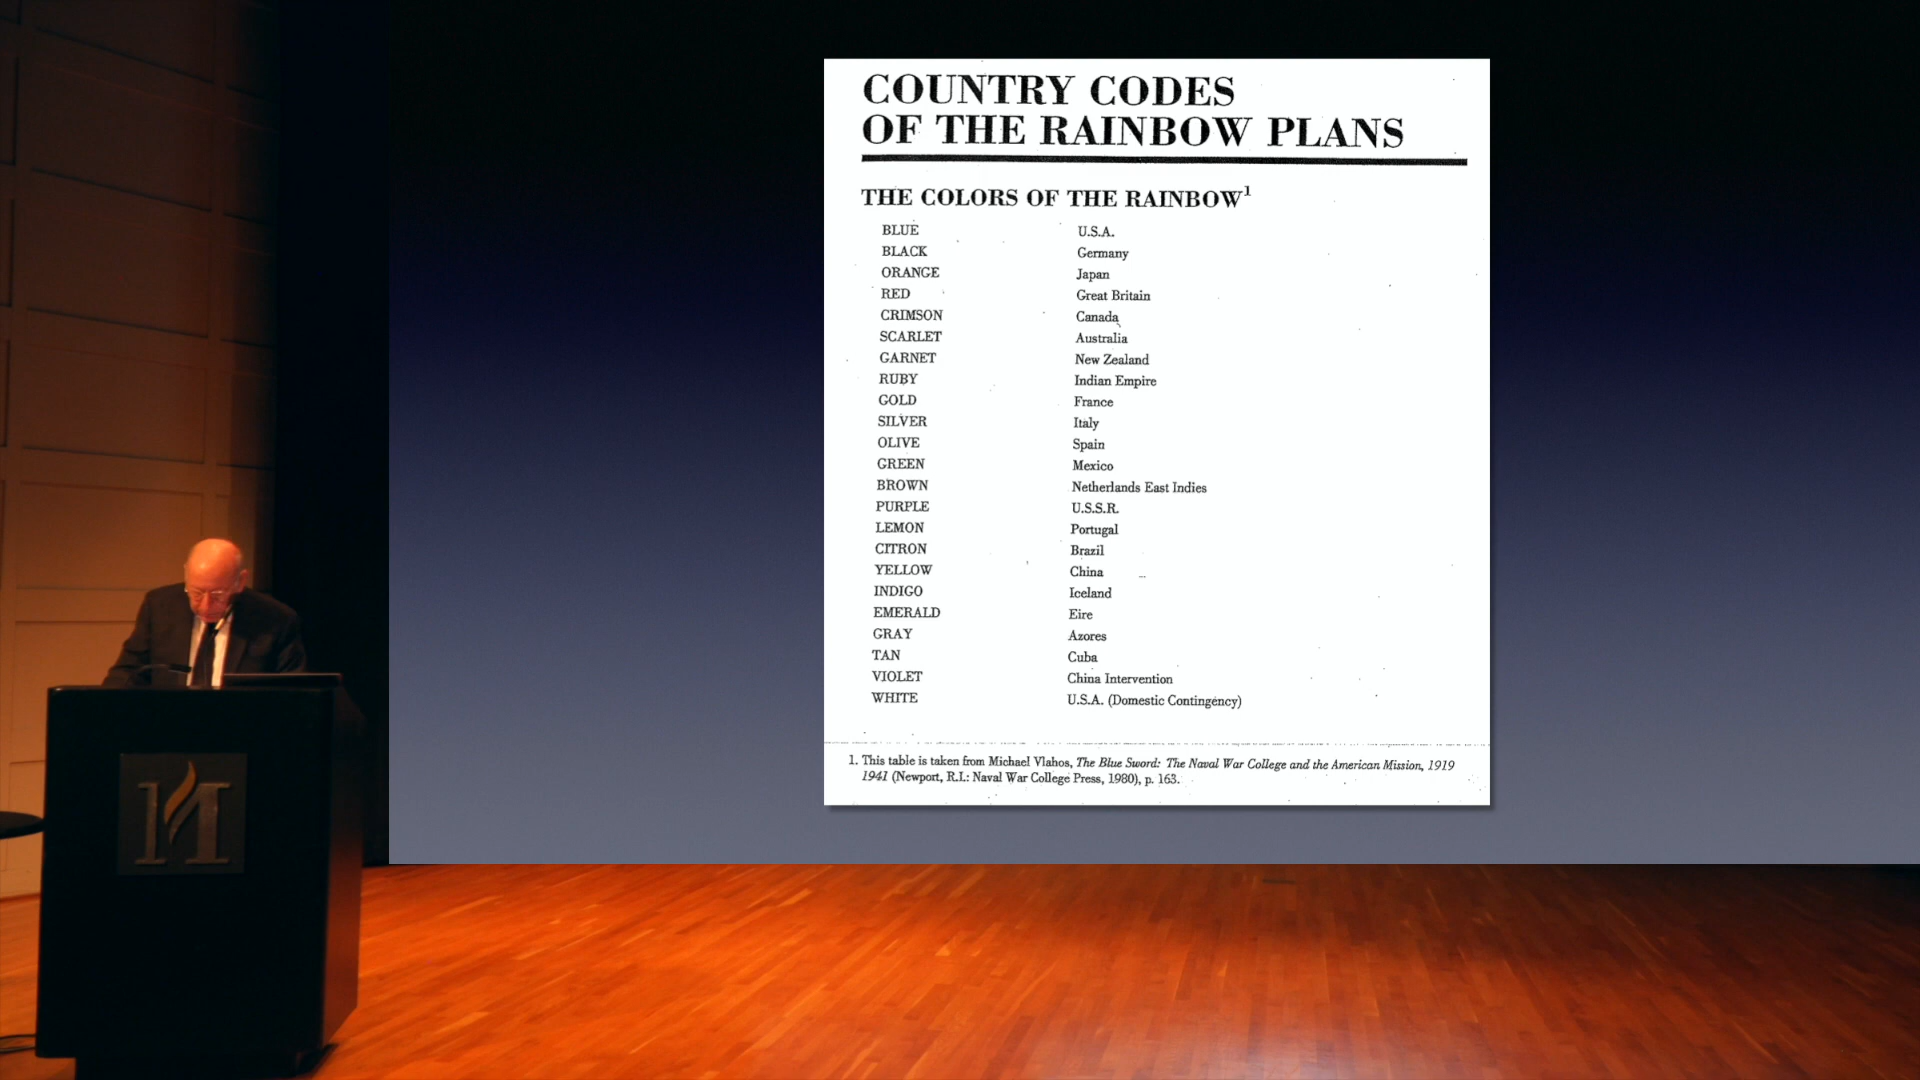 COUNTRY CODES
OF THE RAINBOW PLANS
THE COLORS OF THE RAINBOW¹
BLUE U.S.A.
BLACK Germany
ORANGE Japan
RED Great Britain
CRIMSON Canada
SCARLET Australia
GARNET New Zealand
RUBY Indian Empire
GOLD France
SILVER Italy
OLIVE Spain
GREEN Mexico
BROWN Netherlands East Indies
PURPLE U.S.S.R.
LEMON Portugal
CITRON Brazil
YELLOW China
INDIGO Iceland
EMERALD Eire
GRAY Azores
TAN Cuba
VIOLET China Intervention
WHITE U.S.A. (Domestic Contingency)
1. This table is taken from Michael Vlahos, The Blue Sword: The Naval War College and the American Mission, 1919
1941 (Newport, R.I.: Naval War College Press, 1980), p. 163.